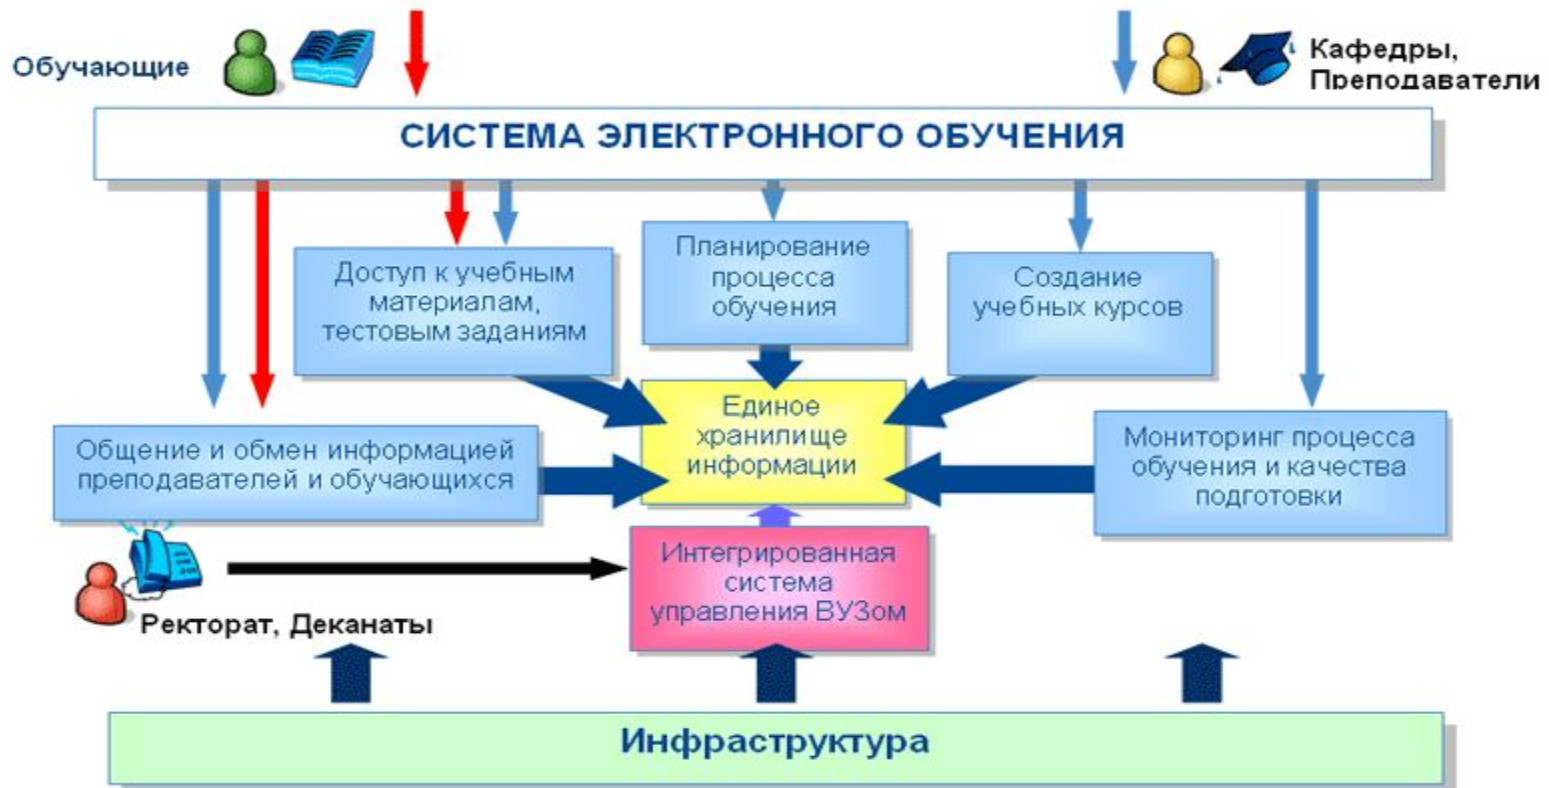 Обучающие
Кафедры,
Преподаватели
СИСТЕМА ЭЛЕКТРОННОГО ОБУЧЕНИЯ
Доступ к учебным
материалам,
тестовым заданиям
Планирование
процесса
обучения
Создание
учебных курсов
Общение и обмен информацией
преподавателей и обучающихся
Единое
хранилище
информации
Мониторинг процесса
обучения и качества
подготовки
Интегрированная
система
управления ВУЗом
Ректорат, Деканаты
Инфраструктура